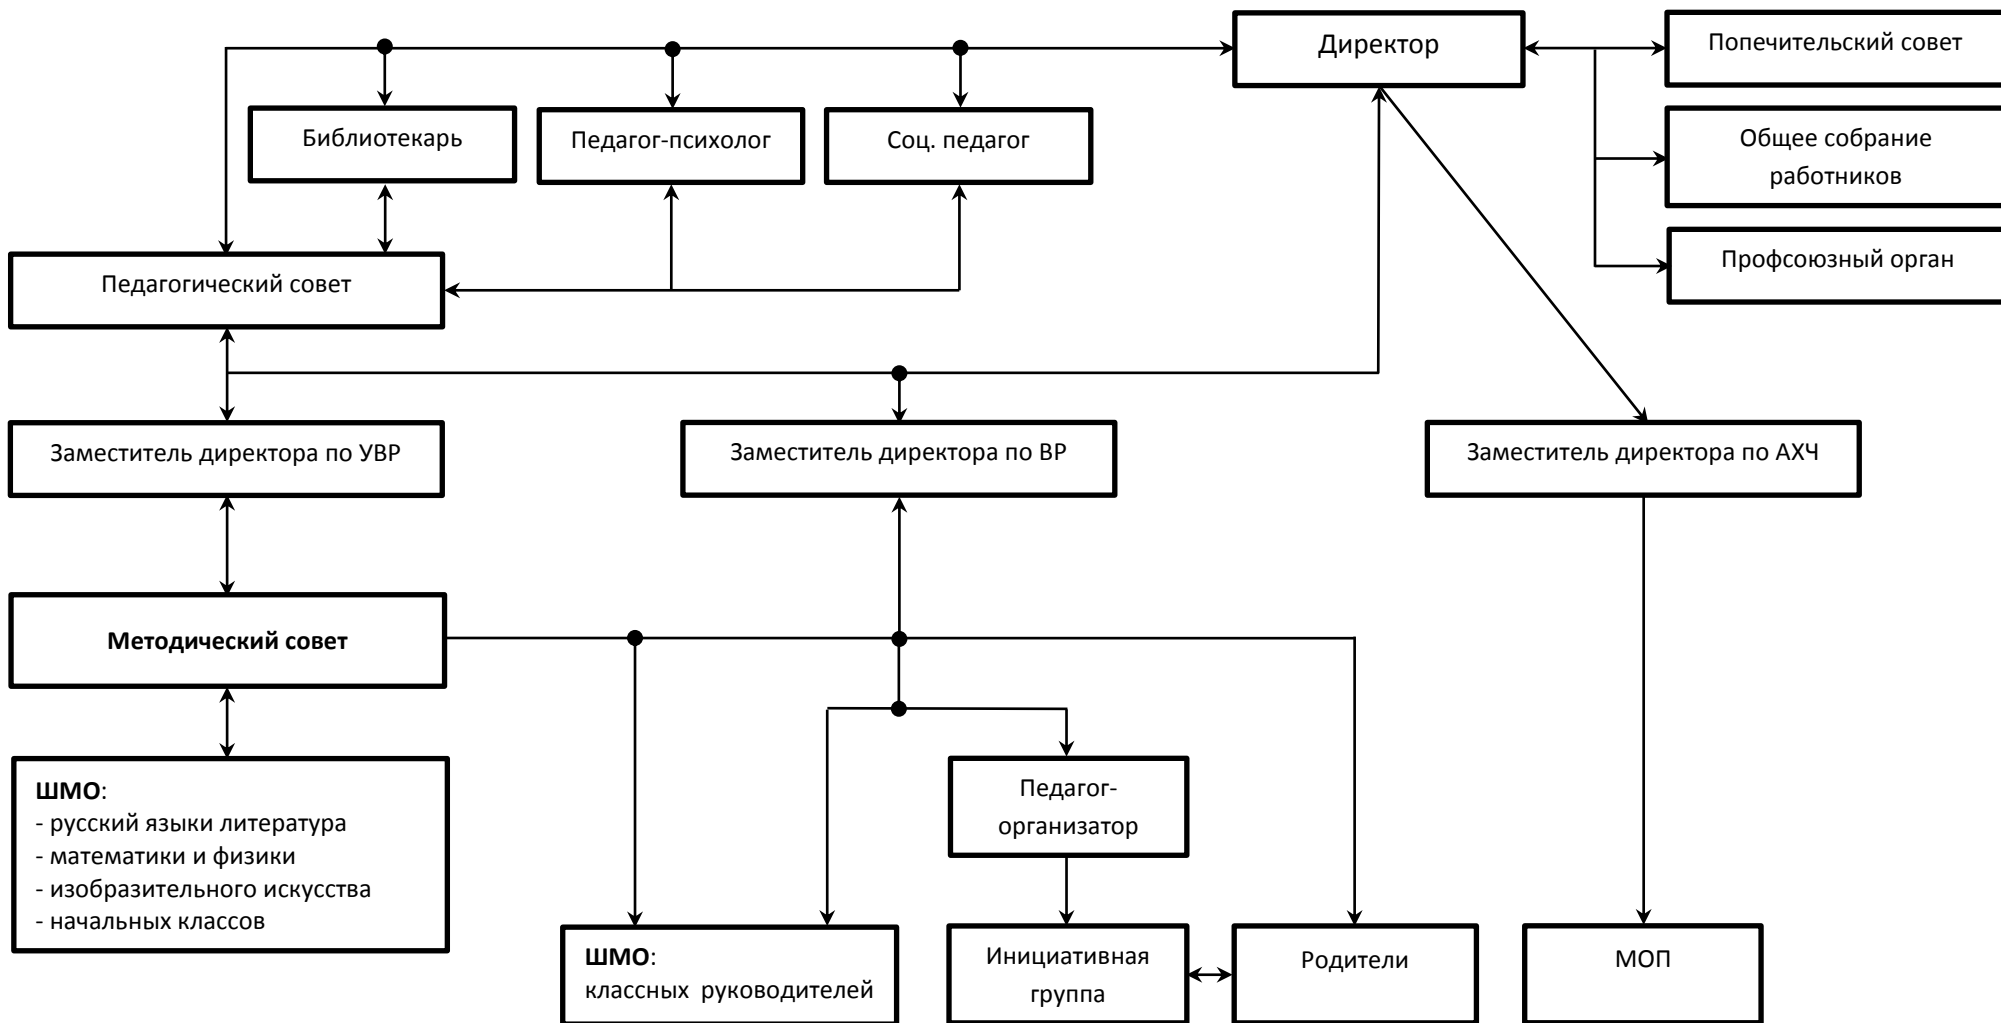 Директор
Попечительский совет
Библиотекарь
Педагог-психолог
Соц. педагог
Общее собрание
работников
Профсоюзный орган
Педагогический совет
Заместитель директора по УВР
Заместитель директора по ВР
Заместитель директора по АХЧ
Методический совет
ШМО:
- русский языки литература
- математики и физики
- изобразительного искусства
- начальных классов
Педагог-
организатор
ШМО:
классных руководителей
Инициативная
группа
Родители
МОП